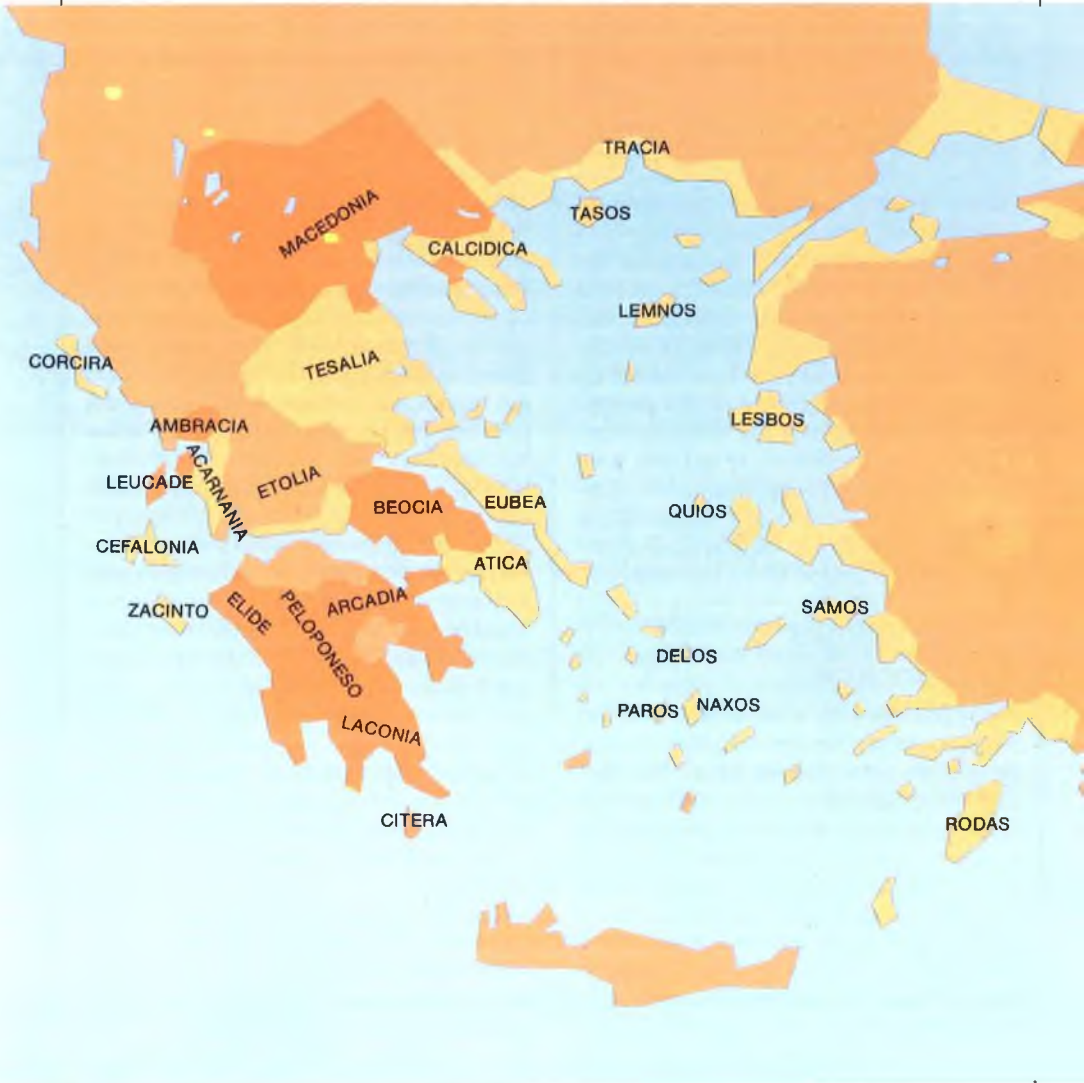 TRACIA
TASOS
MACEDONIA
CALCIDICA
LEMNOS
CORCIRA
TESALIA
LESBOS
AMBRACIA
LEUCADE
ACARNANIA
ETOLIA
BEOCIA
EUBEA
QUIOS
CEFALONIA
ATICA
ZACINTO
ELIDE
PELOPONESO
ARCADIA
SAMOS
DELOS
PAROS
NAXOS
LACONIA
CITERA
RODAS